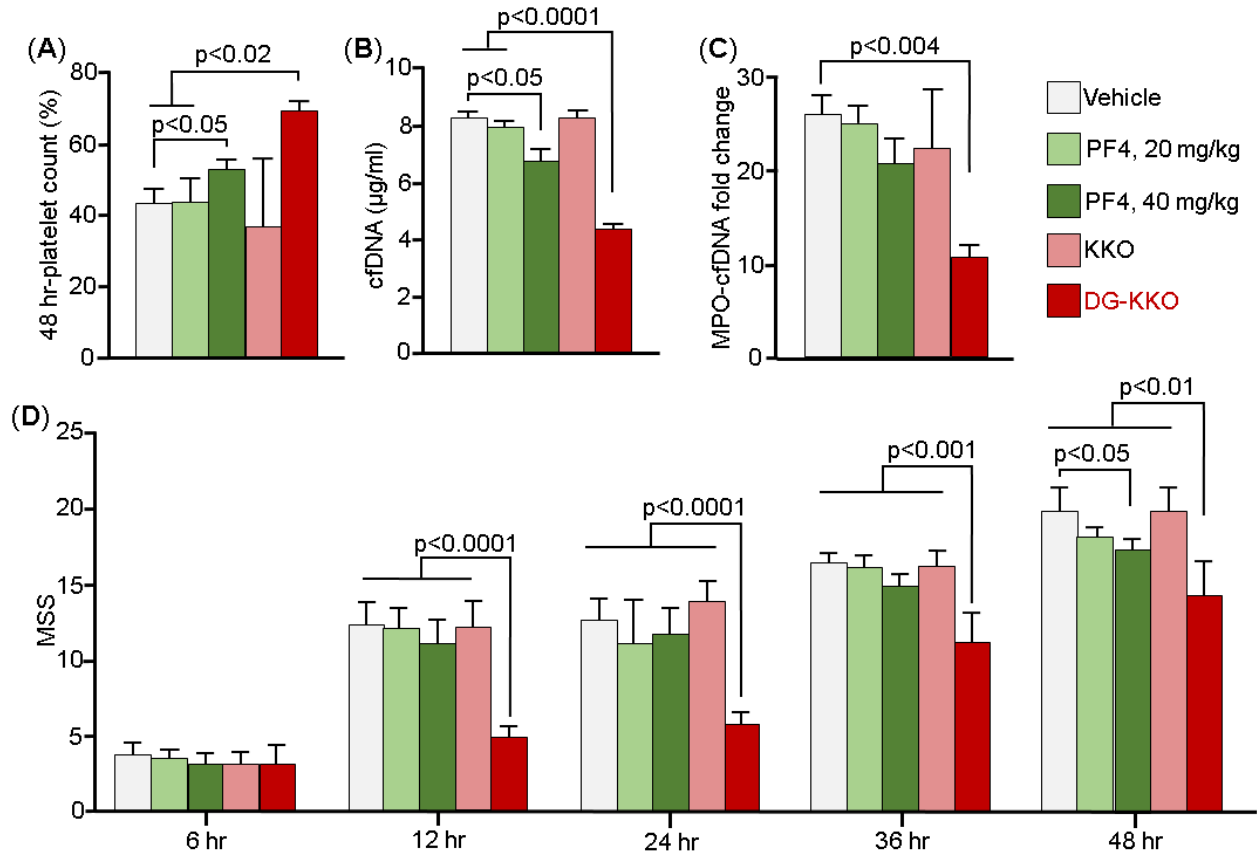 (A)
p<0.02
p<0.05
48 hr-platelet count (%)
80
60
40
20
0
(B)
p<0.0001
p<0.05
cfDNA (µg/ml)
10
8
6
4
2
0
(C)
p<0.004
MPO-cfDNA fold change
30
20
10
0
Vehicle
PF4, 20 mg/kg
PF4, 40 mg/kg
KKO
DG-KKO
(D)
MSS
25
20
15
10
5
0
p<0.0001
p<0.0001
p<0.001
p<0.01
p<0.05
6 hr
12 hr
24 hr
36 hr
48 hr